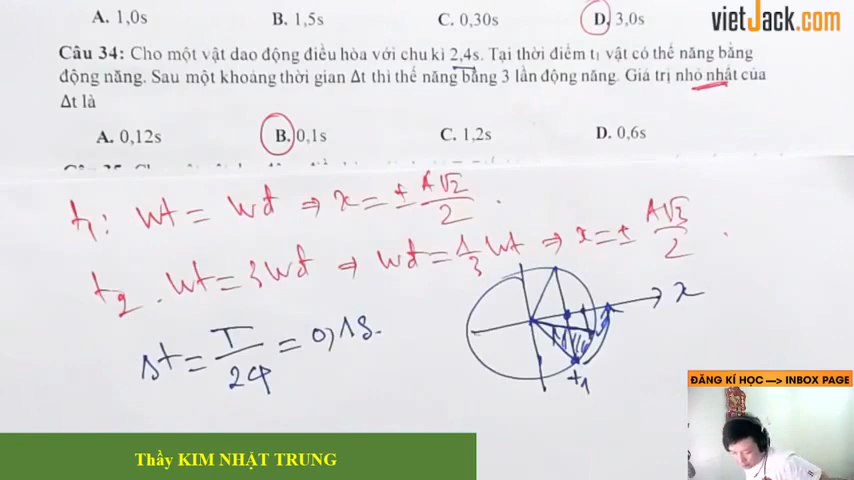 A. 1,0s B. 1,5s C. 0,30s D. 3,0s
vietJack.com
Câu 34: Cho một vật dao động điều hòa với chu kì 2,4s. Tại thời điểm t₁ vật có thế năng bằng
động năng. Sau một khoảng thời gian Δt thì thế năng bằng 3 lần động năng. Giá trị nhỏ nhất của
Δt là
A. 0,12s B. 0,1s C. 1,2s D. 0,6s
t₁: Wt = Wđ ⇒ x = ± A√2/2.
t₂. Wt = 3Wđ ⇒ Wđ = 1/3 Wt ⇒ x = ± A√3/2.
x
Δt = T/24 = 0,1s.
t₁
ĐĂNG KÍ HỌC —> INBOX PAGE
Thầy KIM NHẬT TRUNG